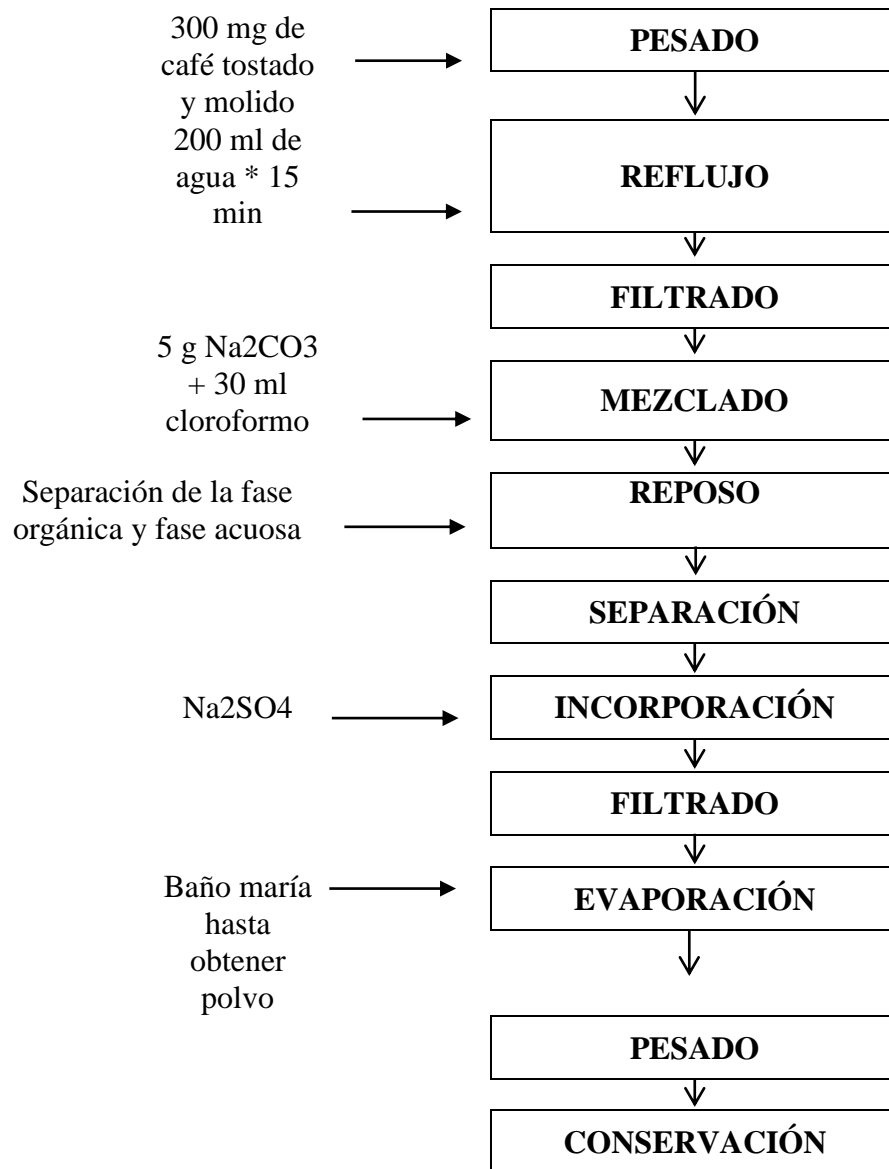 300 mg de
café tostado
y molido
PESADO
200 ml de
agua * 15
min
REFLUJO
FILTRADO
5 g Na2CO3
+ 30 ml
cloroformo
MEZCLADO
Separación de la fase
orgánica y fase acuosa
REPOSO
SEPARACIÓN
Na2SO4
INCORPORACIÓN
FILTRADO
Baño maría
hasta
obtener
polvo
EVAPORACIÓN
PESADO
CONSERVACIÓN